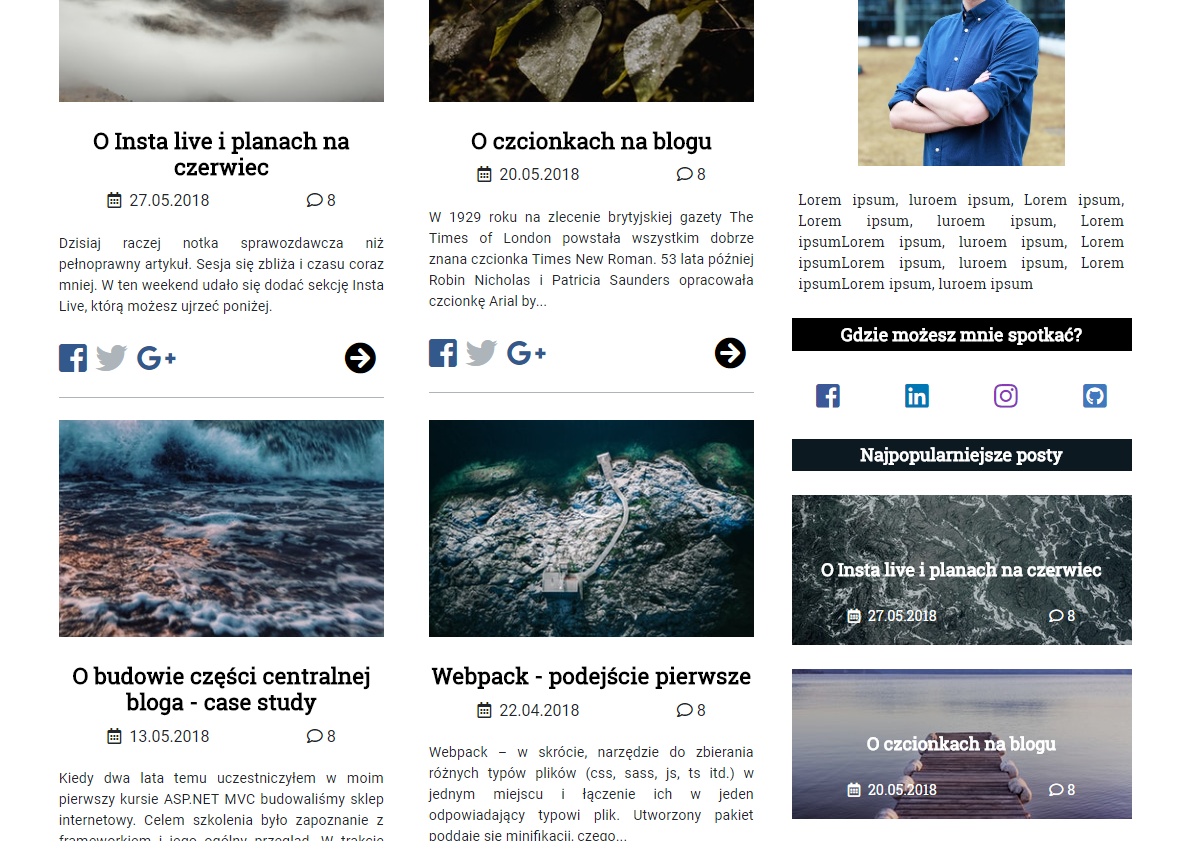 O Insta live i planach na
czerwiec
27.05.2018 8
Dzisiaj raczej notka sprawozdawcza niż
pełnoprawny artykuł. Sesja się zbliża i czasu coraz
mniej. W ten weekend udało się dodać sekcję Insta
Live, którą możesz ujrzeć poniżej.
O budowie części centralnej
bloga - case study
13.05.2018 8
Kiedy dwa lata temu uczestniczyłem w moim
pierwszy kursie ASP.NET MVC budowaliśmy sklep
internetowy. Celem szkolenia było zapoznanie z
frameworkiem i jego ogólny przegląd. W trakcie
O czcionkach na blogu
20.05.2018 8
W 1929 roku na zlecenie brytyjskiej gazety The
Times of London powstała wszystkim dobrze
znana czcionka Times New Roman. 53 lata później
Robin Nicholas i Patricia Saunders opracowała
czcionkę Arial by...
Webpack - podejście pierwsze
22.04.2018 8
Webpack – w skrócie, narzędzie do zbierania
różnych typów plików (css, sass, js, ts itd.) w
jednym miejscu i łączenie ich w jeden
odpowiadający typowi plik. Utworzony pakiet
poddaje się minifikacji, czego...
Lorem ipsum, luroem ipsum, Lorem ipsum,
Lorem ipsum, luroem ipsum, Lorem
ipsumLorem ipsum, luroem ipsum, Lorem
ipsumLorem ipsum, luroem ipsum, Lorem
ipsumLorem ipsum, luroem ipsum
Gdzie możesz mnie spotkać?
Najpopularniejsze posty
O Insta live i planach na czerwiec
27.05.2018 8
O czcionkach na blogu
20.05.2018 8